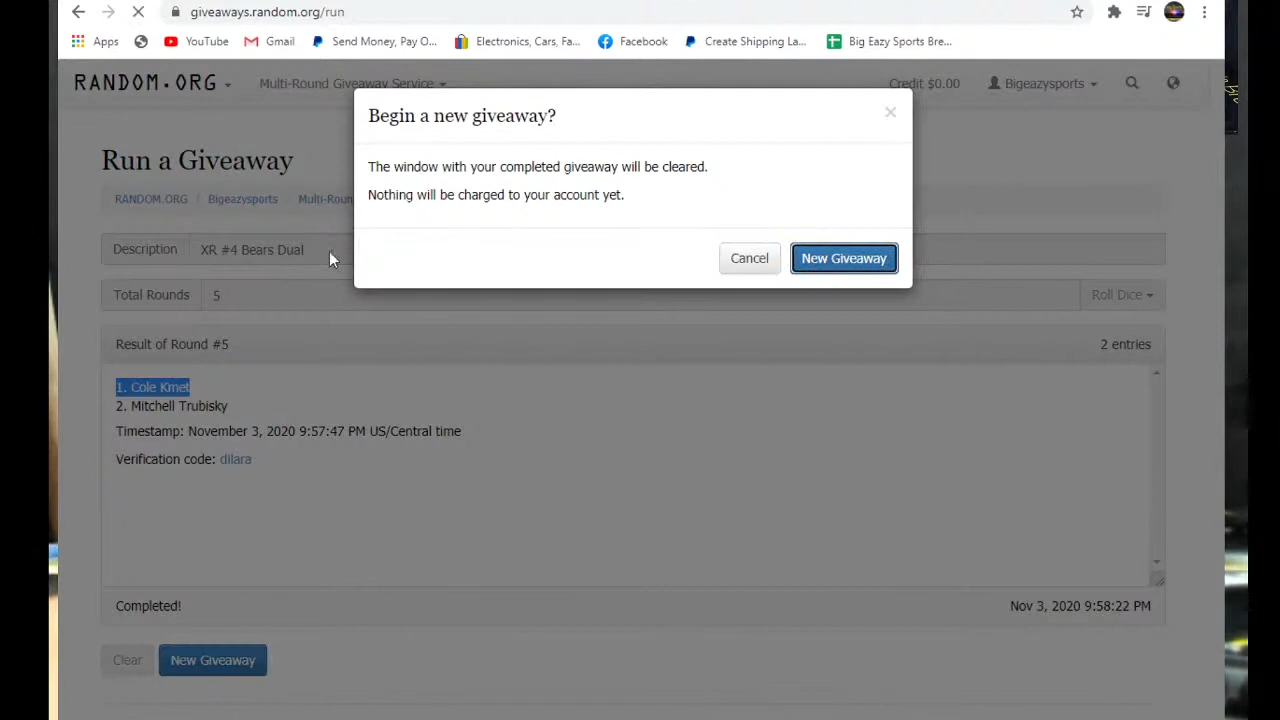 giveaways.random.org/run
Apps YouTube Gmail Send Money, Pay O... Electronics, Cars, Fa... Facebook Create Shipping La... Big Eazy Sports Bre...
RANDOM.ORG Multi-Round Giveaway Service Credit $0.00 Bigeazysports
Begin a new giveaway? ×
The window with your completed giveaway will be cleared.
Nothing will be charged to your account yet.
Cancel New Giveaway
Run a Giveaway
RANDOM.ORG / Bigeazysports / Multi-Roun
Description XR #4 Bears Dual
Total Rounds 5 Roll Dice
Result of Round #5 2 entries
1. Cole Kmet
2. Mitchell Trubisky
Timestamp: November 3, 2020 9:57:47 PM US/Central time
Verification code: dilara
Completed! Nov 3, 2020 9:58:22 PM
Clear New Giveaway